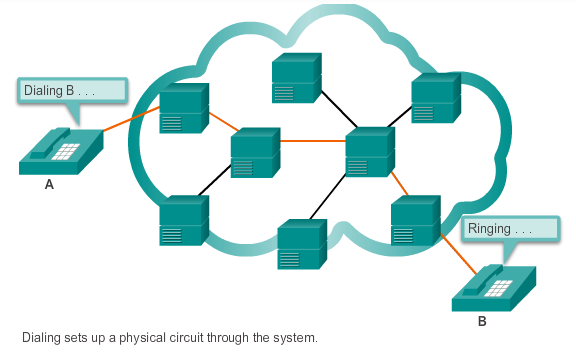 Dialing B . . .
A
Ringing . . .
B
Dialing sets up a physical circuit through the system.